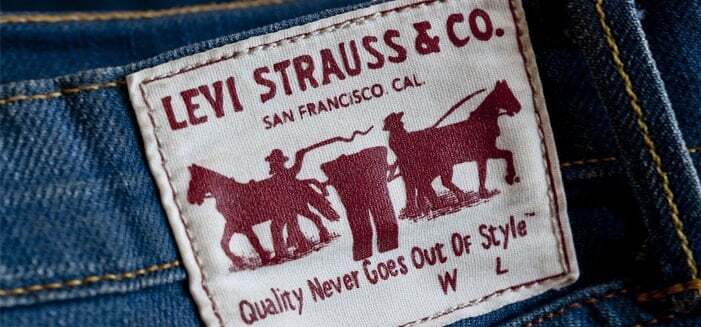 LEVI STRAUSS & CO.
SAN FRANCISCO. CAL.
Quality Never Goes Out Of Style™
W L